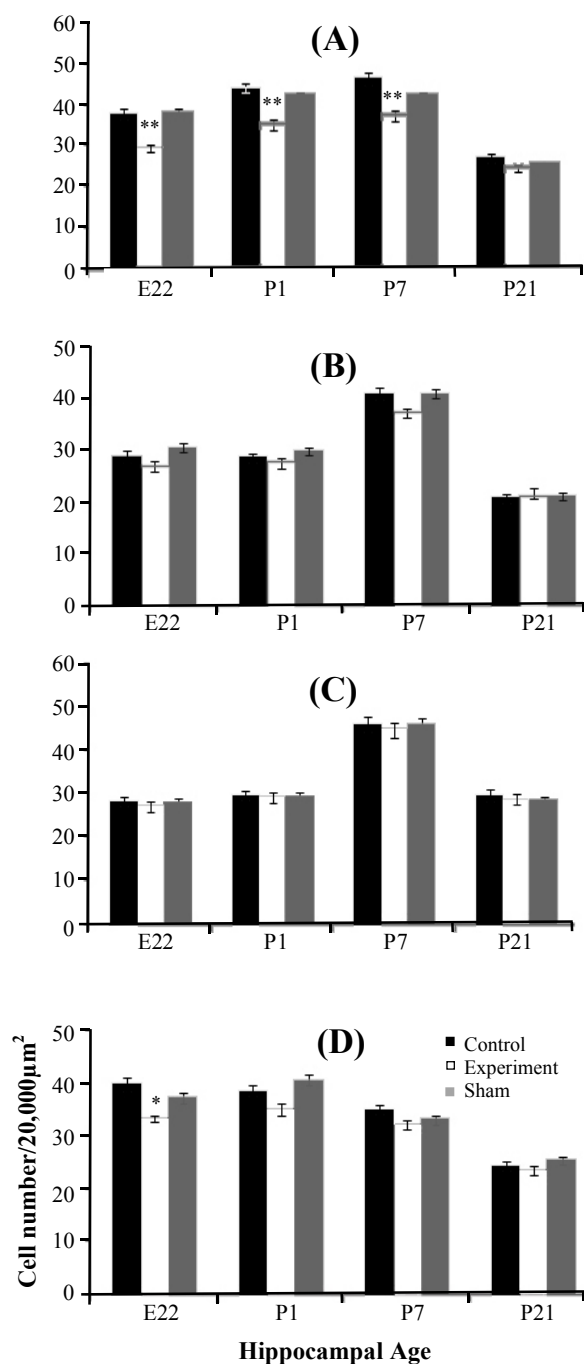 (A)
60
50
40
30
20
10
0
** ** **
E22 P1 P7 P21
(B)
50
40
30
20
10
0
E22 P1 P7 P21
(C)
60
50
40
30
20
10
0
E22 P1 P7 P21
(D)
50
40
30
20
10
0
*
Control
Experiment
Sham
Cell number/20,000µm²
E22 P1 P7 P21
Hippocampal Age